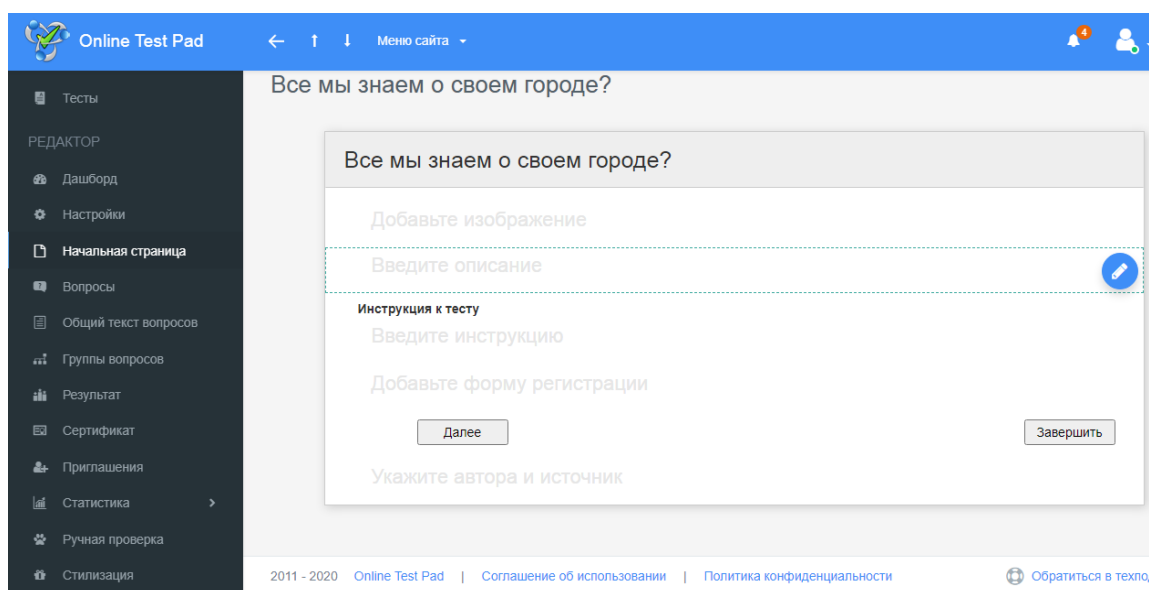 Online Test Pad
Меню сайта
4
Тесты
РЕДАКТОР
Дашборд
Настройки
Начальная страница
Вопросы
Общий текст вопросов
Группы вопросов
Результат
Сертификат
Приглашения
Статистика
Ручная проверка
Стилизация
Все мы знаем о своем городе?
Все мы знаем о своем городе?
Добавьте изображение
Введите описание
Инструкция к тесту
Введите инструкцию
Добавьте форму регистрации
Далее Завершить
Укажите автора и источник
2011 - 2020 Online Test Pad | Соглашение об использовании | Политика конфиденциальности Обратиться в